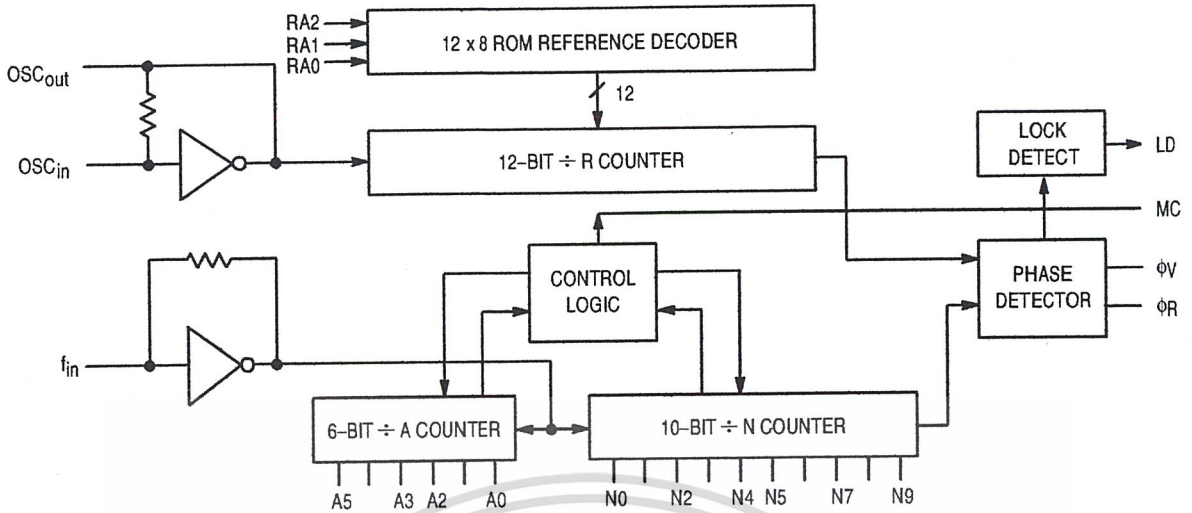 RA2
RA1
RA0
12 x 8 ROM REFERENCE DECODER
OSCout
12
LOCK
DETECT
LD
OSCin
12–BIT ÷ R COUNTER
MC
CONTROL
LOGIC
PHASE
DETECTOR
ϕV
ϕR
fin
6–BIT ÷ A COUNTER
10–BIT ÷ N COUNTER
A5 A3 A2 A0 N0 N2 N4 N5 N7 N9